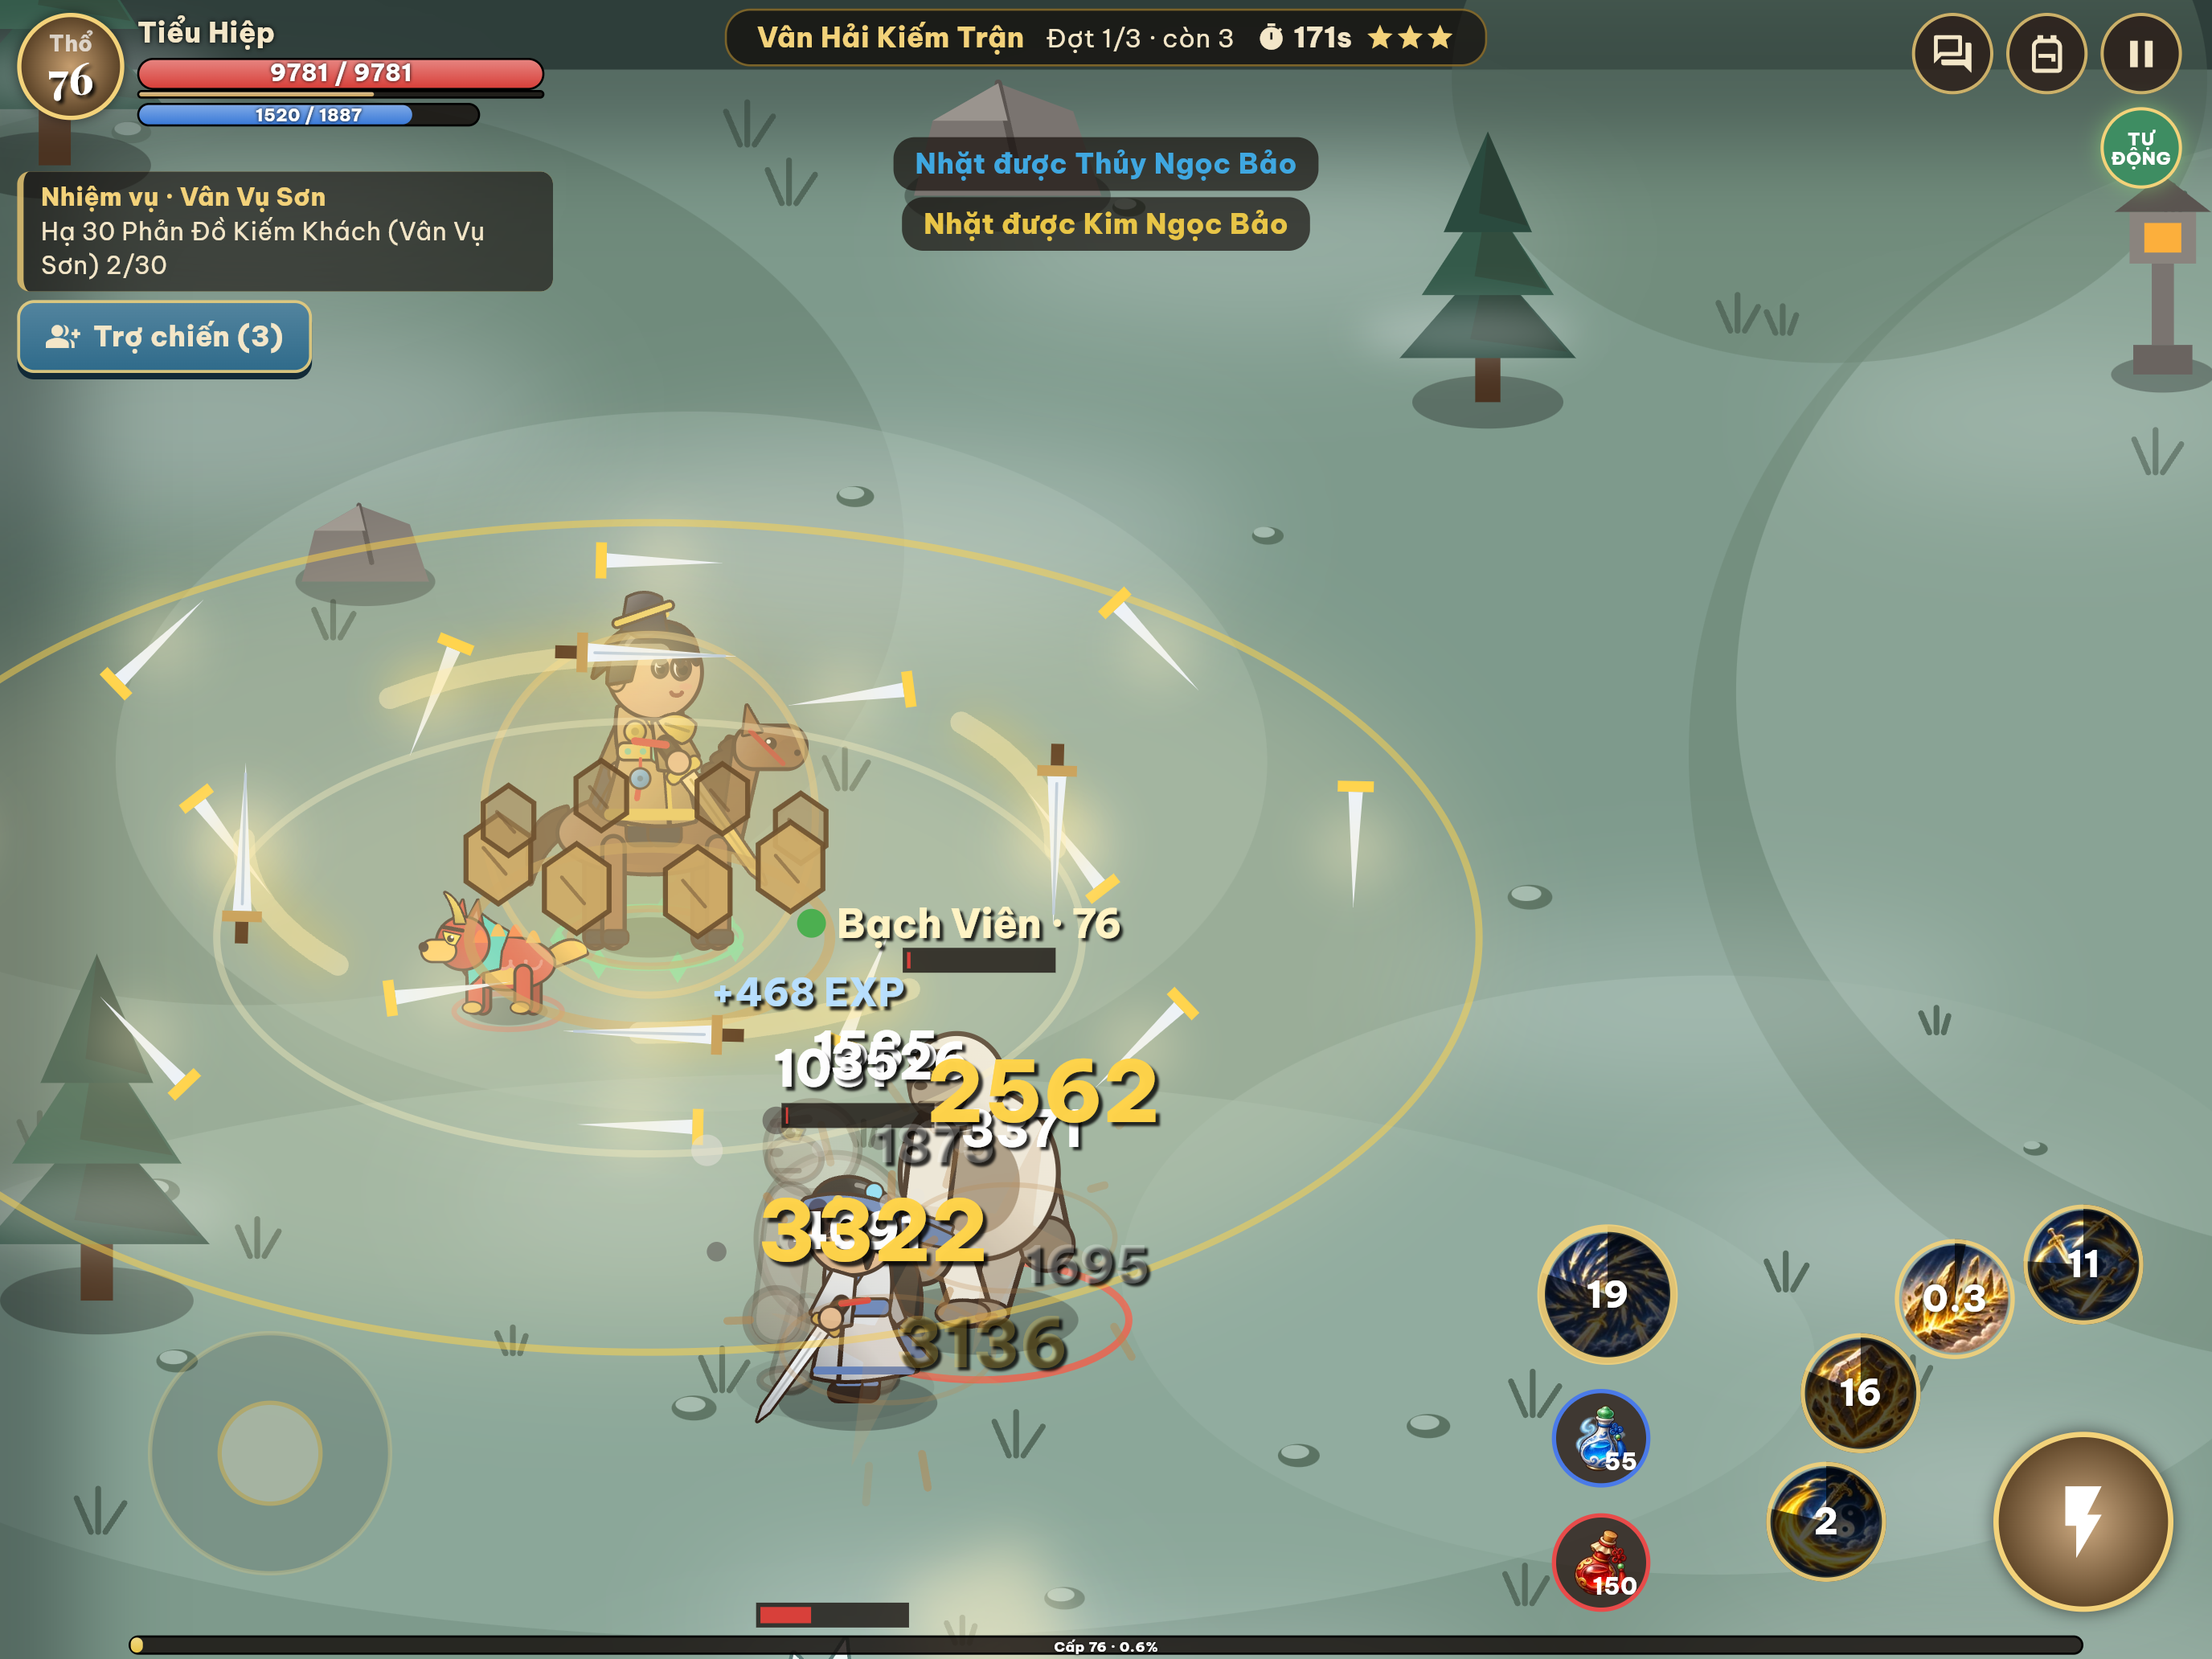 Thổ
76
Tiểu Hiệp
9781 / 9781
1520 / 1887
Vân Hải Kiếm Trận Đợt 1/3 · còn 3 171s
TỰ ĐỘNG
Nhặt được Thủy Ngọc Bảo
Nhặt được Kim Ngọc Bảo
Nhiệm vụ · Vân Vụ Sơn
Hạ 30 Phản Đồ Kiếm Khách (Vân Vụ
Sơn) 2/30
Trợ chiến (3)
Bạch Viên · 76
+468 EXP
2562
3371
3322
1695
3136
19
0.3
11
16
55
2
150
Cấp 76 · 0.6%